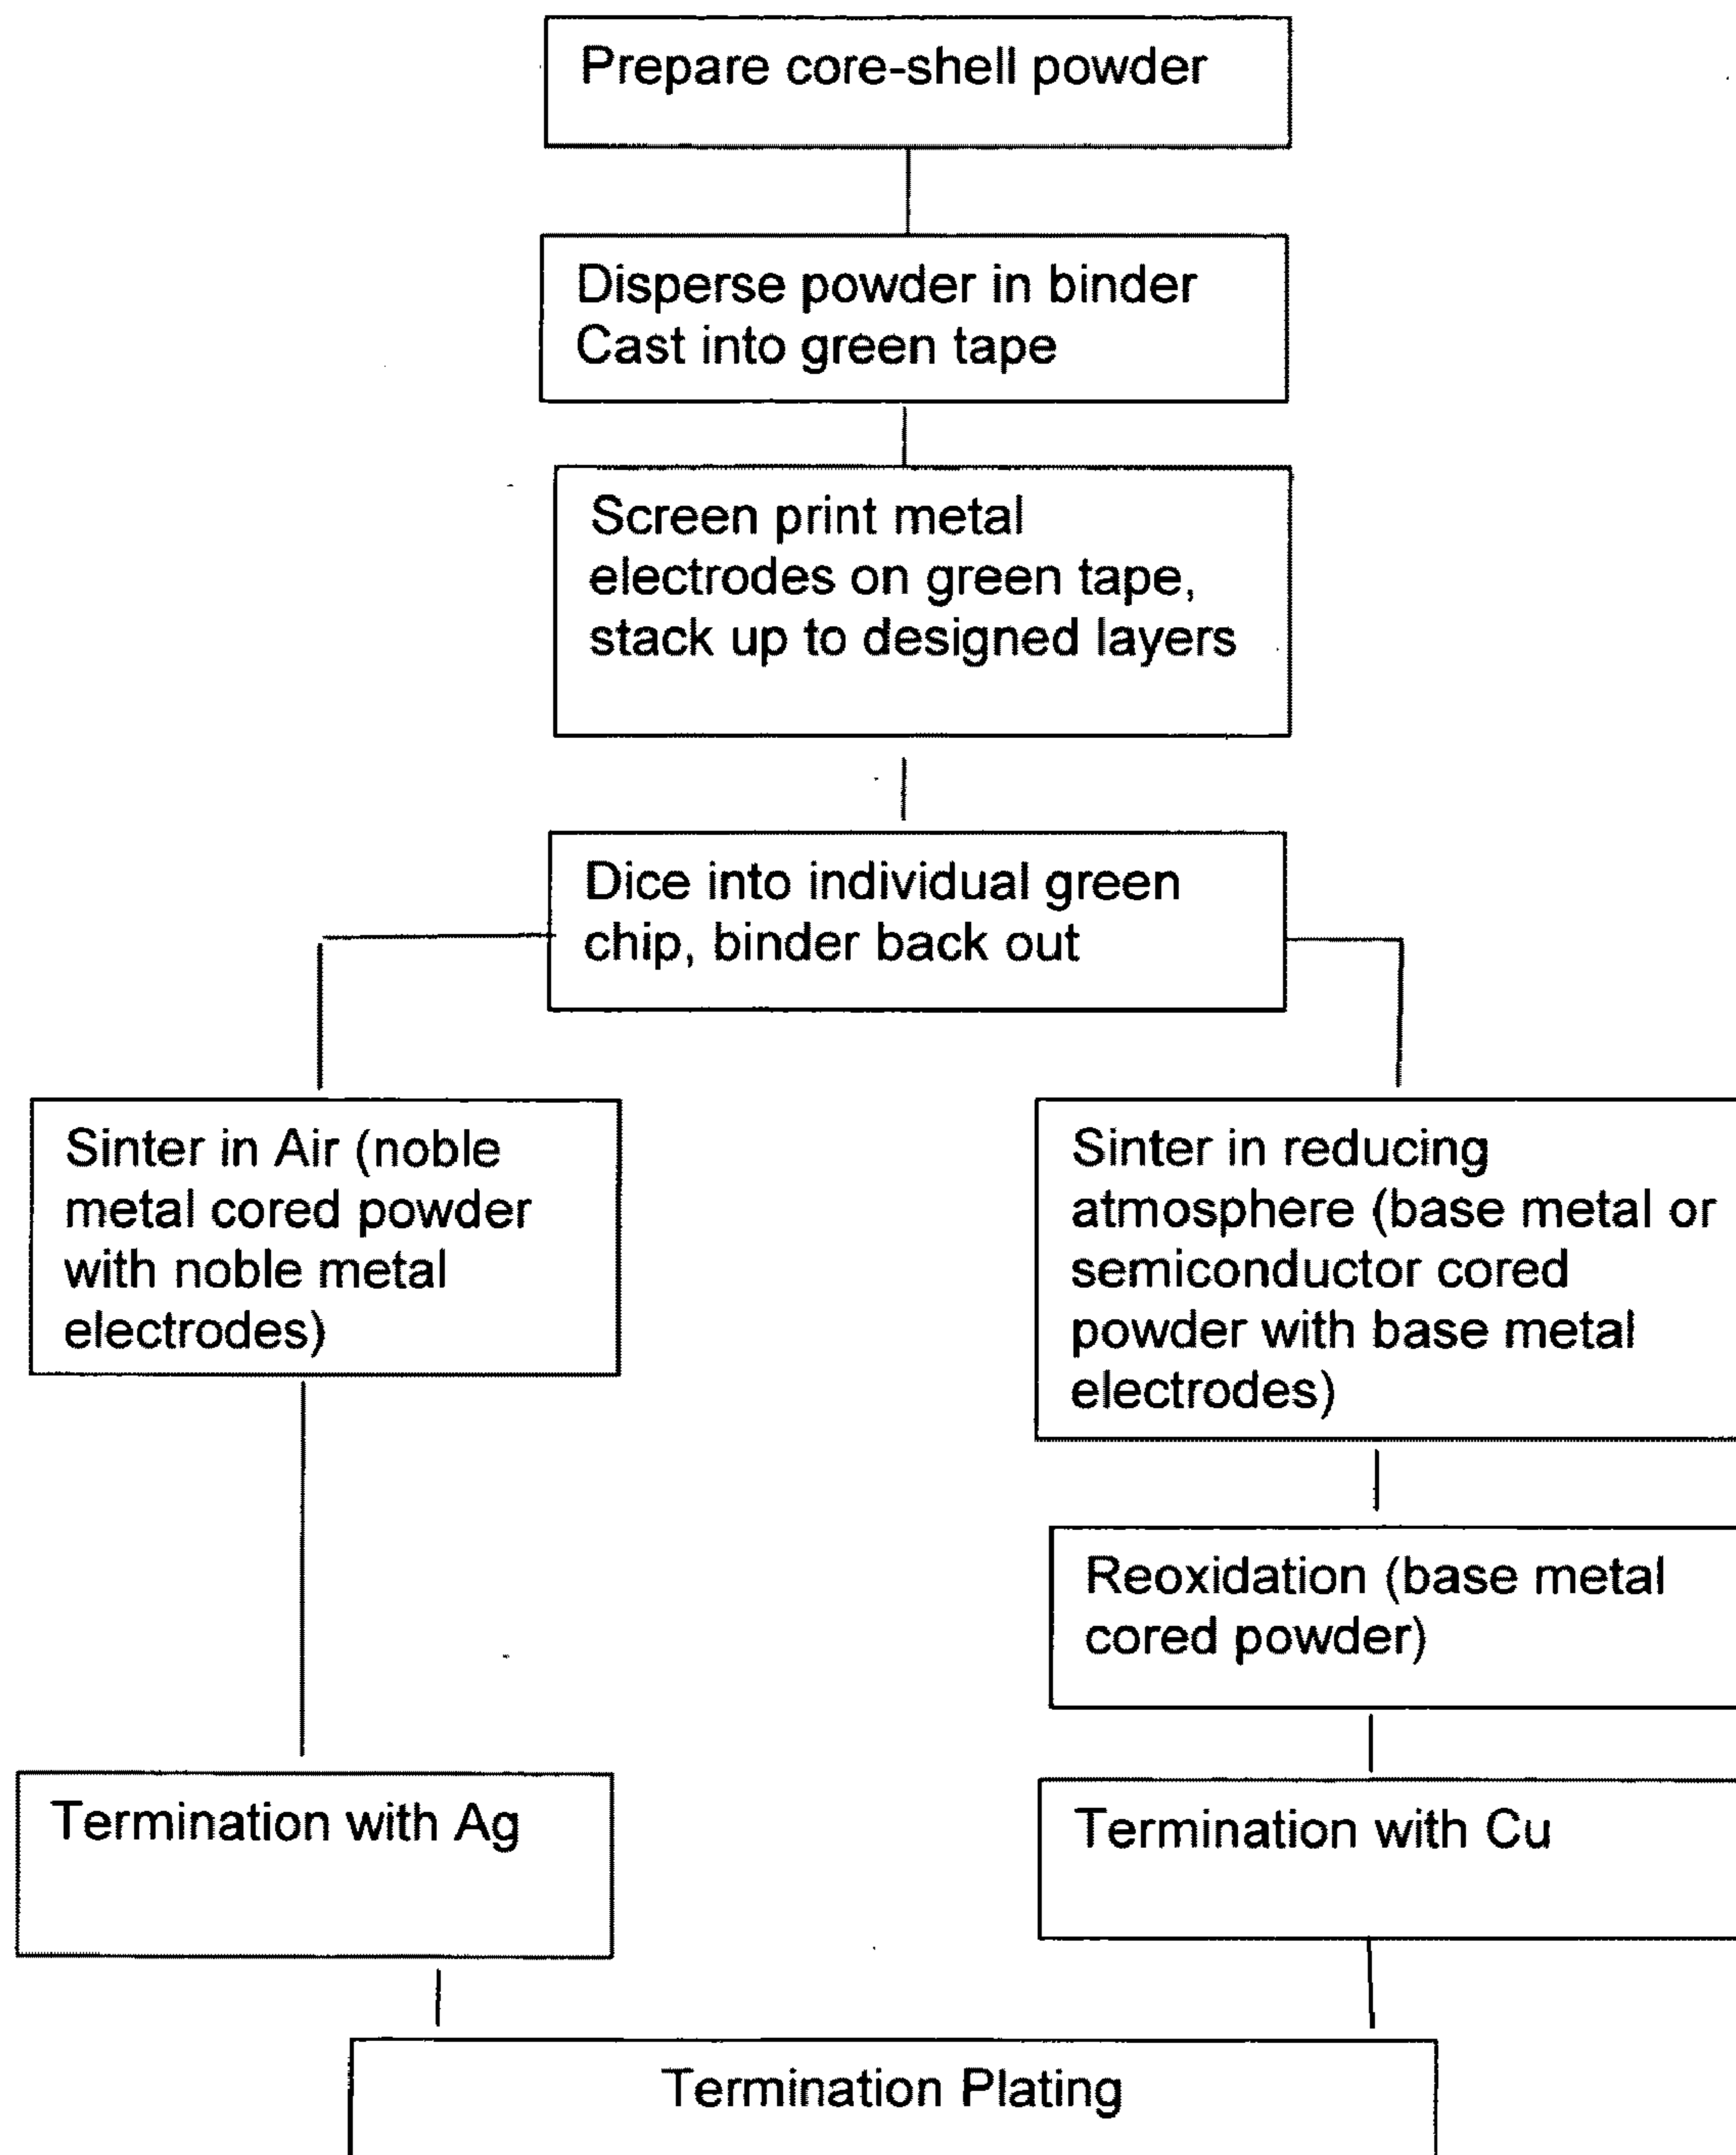 Prepare core-shell powder
Disperse powder in binder
Cast into green tape
Screen print metal
electrodes on green tape,
stack up to designed layers
Dice into individual green
chip, binder back out
Sinter in Air (noble
metal cored powder
with noble metal
electrodes)
Sinter in reducing
atmosphere (base metal or
semiconductor cored
powder with base metal
electrodes)
Reoxidation (base metal
cored powder)
Termination with Ag
Termination with Cu
Termination Plating